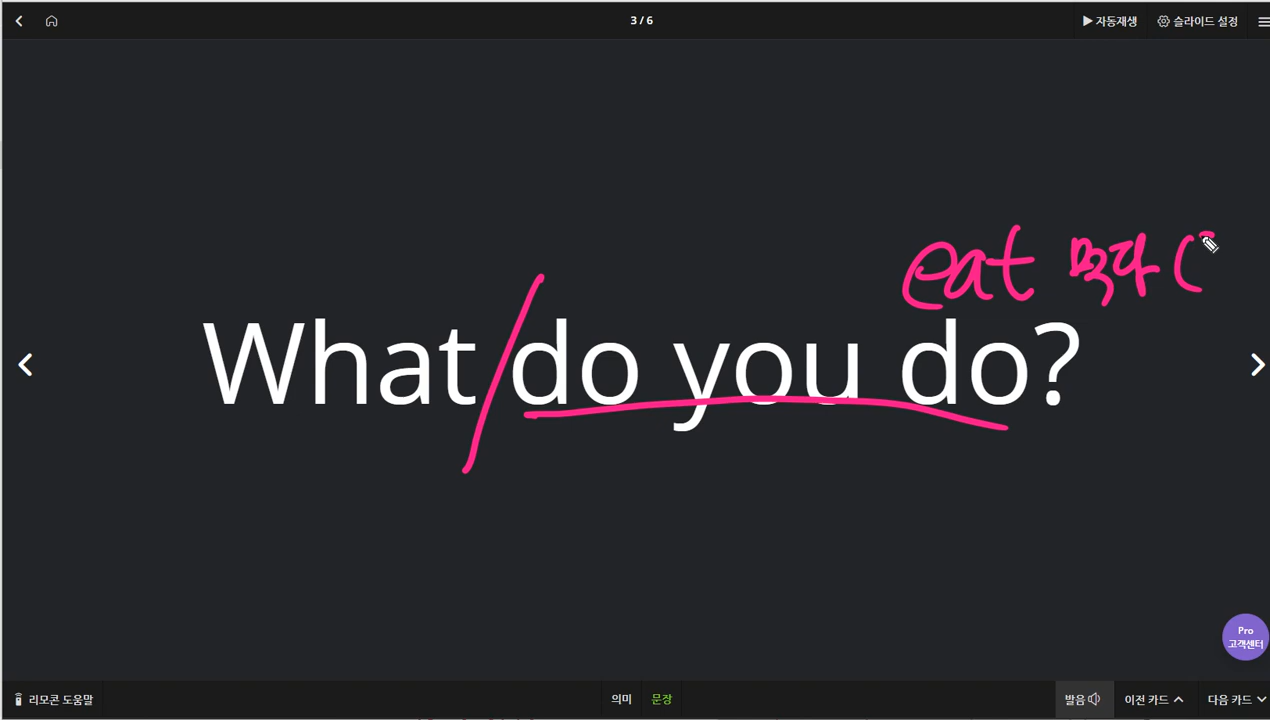 3 / 6
자동재생
슬라이드 설정
eat 먹다 (
What do you do?
Pro
고객센터
리모콘 도움말
의미
문장
발음
이전 카드
다음 카드